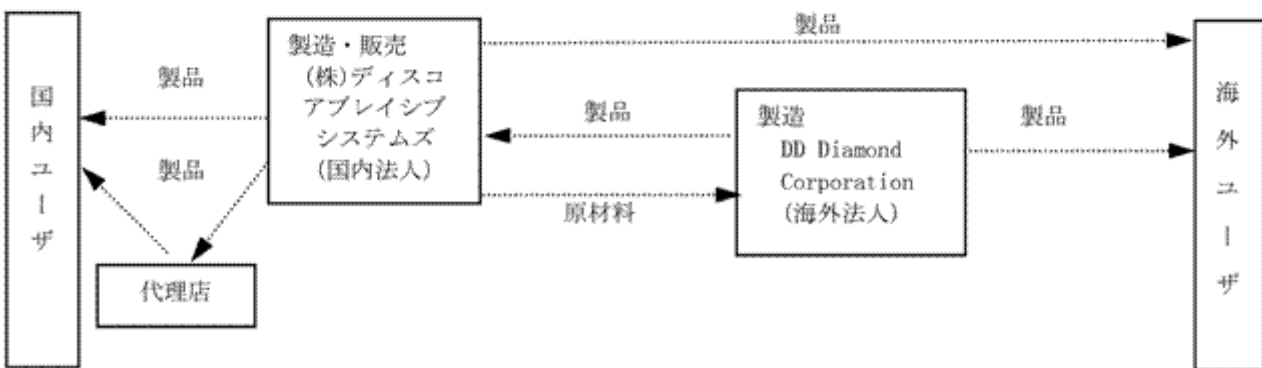 製品
製造・販売
(株)ディスコ
アブレイシブ
システムズ
(国内法人)
国内ユーザ
製品
製品
製品
原材料
製造
DD Diamond
Corporation
(海外法人)
製品
海外ユーザ
代理店